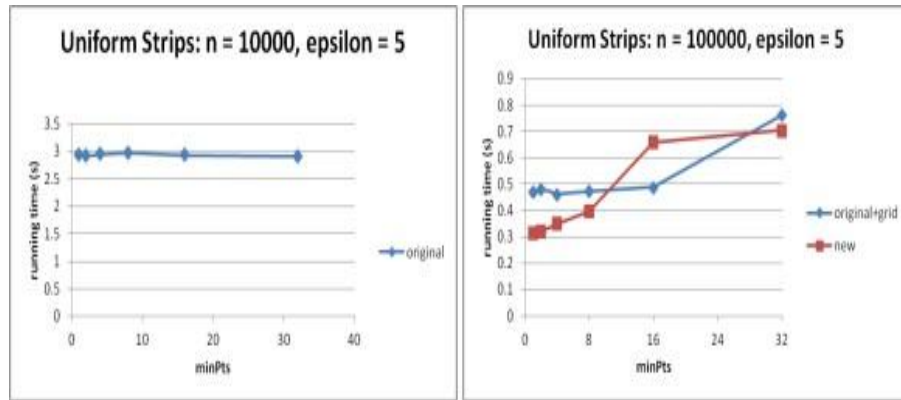 Uniform Strips: n = 10000, epsilon = 5
3.5
3
2.5
2
1.5
1
0.5
0
running time (s)
0 10 20 30 40
minPts
original
Uniform Strips: n = 100000, epsilon = 5
0.9
0.8
0.7
0.6
0.5
0.4
0.3
0.2
0.1
0
running time (s)
0 8 16 24 32
minPts
original+grid
new